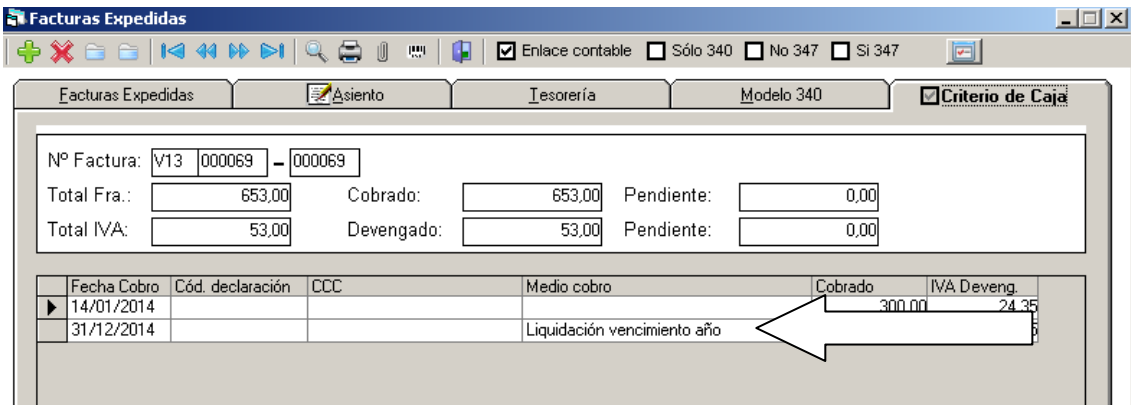 Facturas Expedidas
Enlace contable Sólo 340 No 347 Si 347
Facturas Expedidas Asiento Tesorería Modelo 340 Criterio de Caja
Nº Factura: V13 000069 – 000069
Total Fra.: 653,00 Cobrado: 653,00 Pendiente: 0,00
Total IVA: 53,00 Devengado: 53,00 Pendiente: 0,00
Fecha Cobro Cód. declaración CCC Medio cobro Cobrado IVA Deveng.
14/01/2014 300,00 24,35
31/12/2014 Liquidación vencimiento año